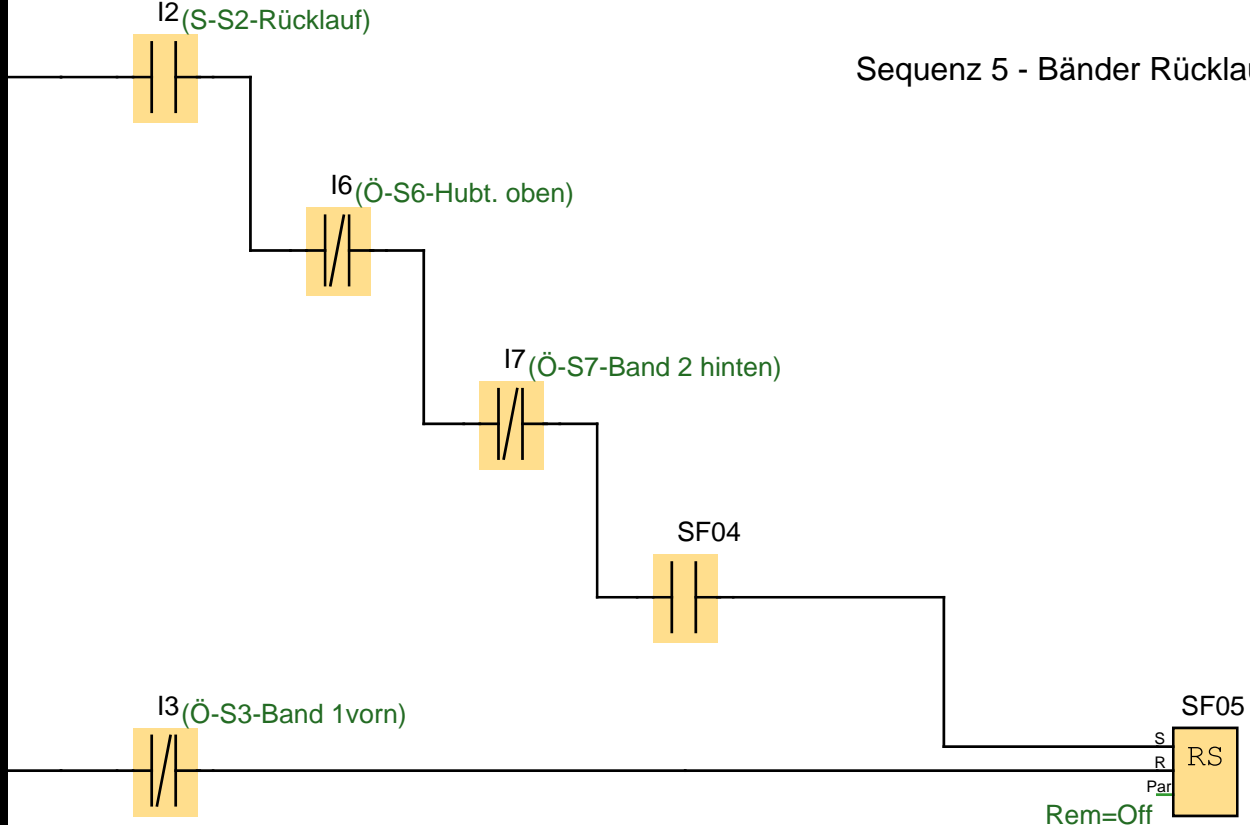 I2(S-S2-Rücklauf)
Sequenz 5 - Bänder Rückla
I6(Ö-S6-Hubt. oben)
I7(Ö-S7-Band 2 hinten)
SF04
I3(Ö-S3-Band 1vorn)
SF05
S
R
RS
Par
Rem=Off